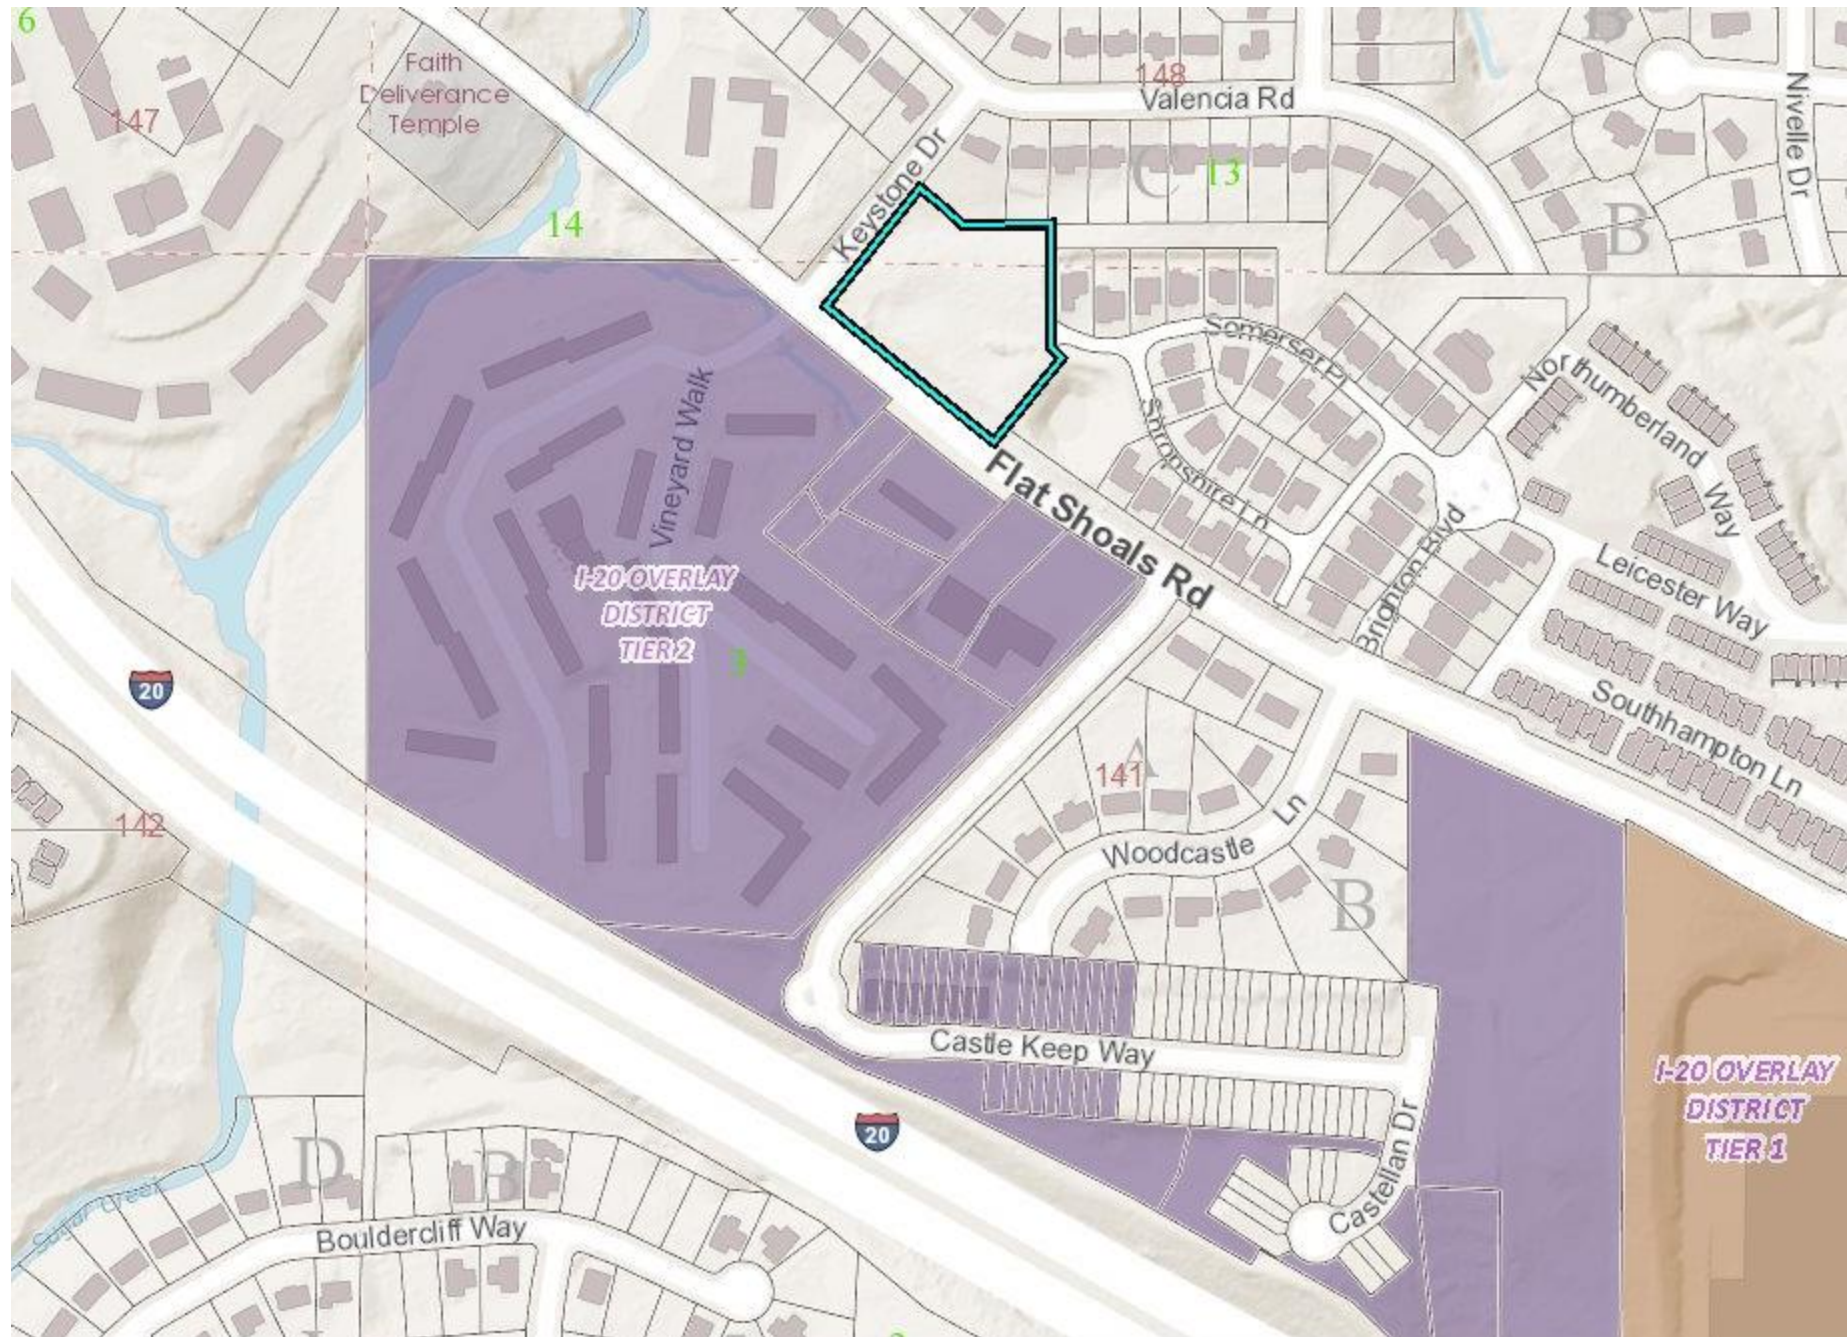 6
Faith
Deliverance
Temple
148
Valencia Rd
B
147
Nivelle Dr
Keystone Dr
C
13
14
B
Somerset Pl
Northumberland
Way
Vineyard Walk
Shropshire Ln
Flat Shoals Rd
Brighton Blvd
Leicester Way
I-20 OVERLAY
DISTRICT
TIER 2
3
20
Southhampton Ln
A
141
142
Woodcastle
Ln
B
Castle Keep Way
I-20 OVERLAY
DISTRICT
TIER 1
20
Castellan Dr
D
B
Sugar Creek
Bouldercliff Way